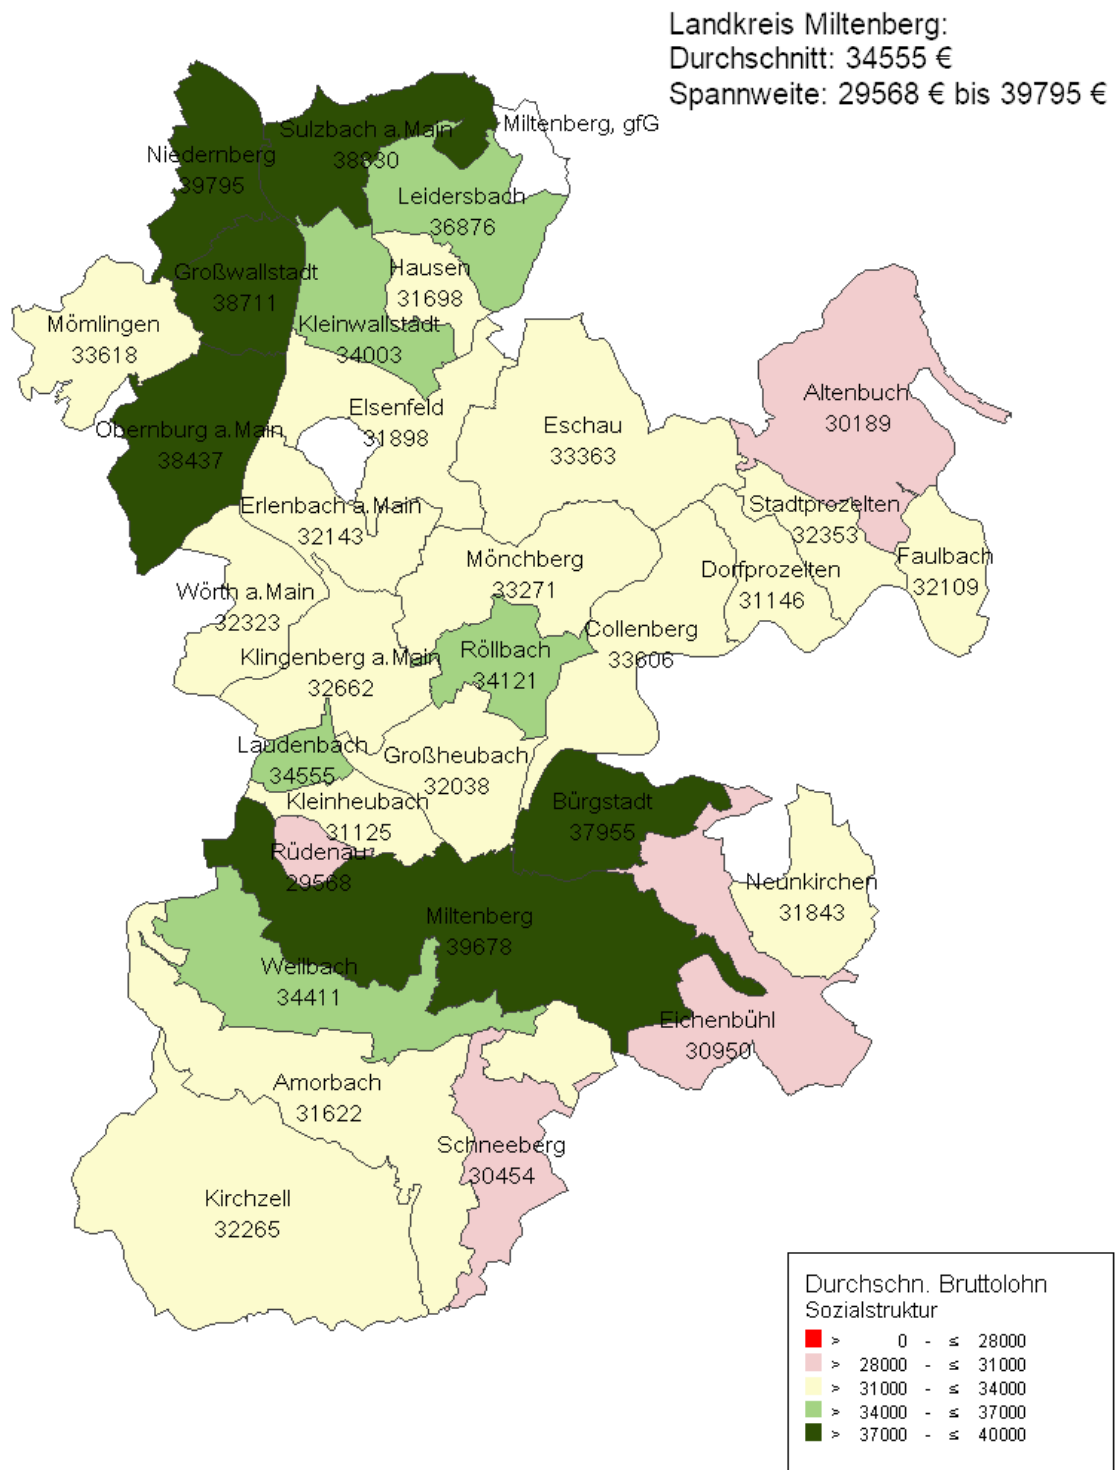 Landkreis Miltenberg:
Durchschnitt: 34555 €
Spannweite: 29568 € bis 39795 €
Miltenberg, gfG
Sulzbach a.Main
38830
Niedernberg
39795
Leidersbach
36876
Großwallstadt
38711
Hausen
31698
Mömlingen
33618
Kleinwallstadt
34003
Altenbuch
30189
Elsenfeld
31898
Eschau
33363
Obernburg a.Main
38437
Erlenbach a.Main
32143
Stadtprozelten
32353
Mönchberg
33271
Dorfprozelten
31146
Faulbach
32109
Wörth a.Main
32323
Collenberg
33606
Klingenberg a.Main
32662
Röllbach
34121
Laudenbach
34555
Großheubach
32038
Kleinheubach
31125
Bürgstadt
37955
Rüdenau
29568
Neunkirchen
31843
Miltenberg
39678
Weilbach
34411
Eichenbühl
30950
Amorbach
31622
Schneeberg
30454
Kirchzell
32265
Durchschn. Bruttolohn
Sozialstruktur
> 0 - ≤ 28000
> 28000 - ≤ 31000
> 31000 - ≤ 34000
> 34000 - ≤ 37000
> 37000 - ≤ 40000